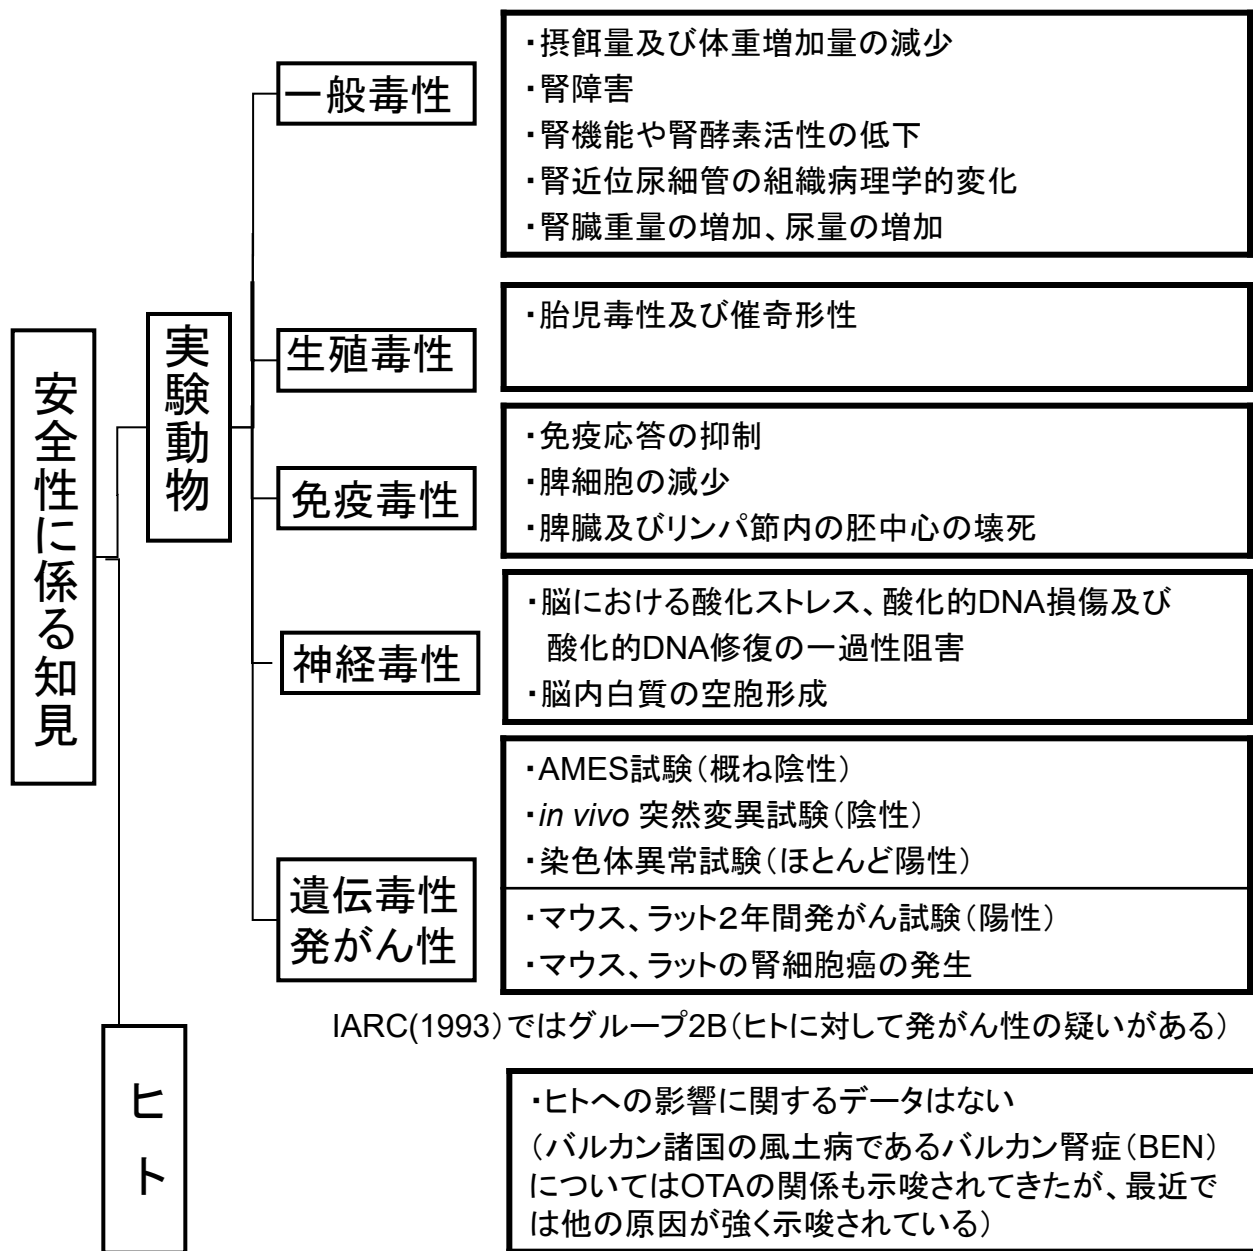 安全性に係る知見
実験動物
一般毒性
・摂餌量及び体重増加量の減少
・腎障害
・腎機能や腎酵素活性の低下
・腎近位尿細管の組織病理学的変化
・腎臓重量の増加、尿量の増加
生殖毒性
・胎児毒性及び催奇形性
免疫毒性
・免疫応答の抑制
・脾細胞の減少
・脾臓及びリンパ節内の胚中心の壊死
神経毒性
・脳における酸化ストレス、酸化的DNA損傷及び
酸化的DNA修復の一過性阻害
・脳内白質の空胞形成
遺伝毒性
発がん性
・AMES試験（概ね陰性）
・in vivo 突然変異試験（陰性）
・染色体異常試験（ほとんど陽性）
・マウス、ラット２年間発がん試験（陽性）
・マウス、ラットの腎細胞癌の発生
IARC(1993）ではグループ2B（ヒトに対して発がん性の疑いがある）
ヒト
・ヒトへの影響に関するデータはない
（バルカン諸国の風土病であるバルカン腎症（BEN）
についてはOTAの関係も示唆されてきたが、最近で
は他の原因が強く示唆されている）